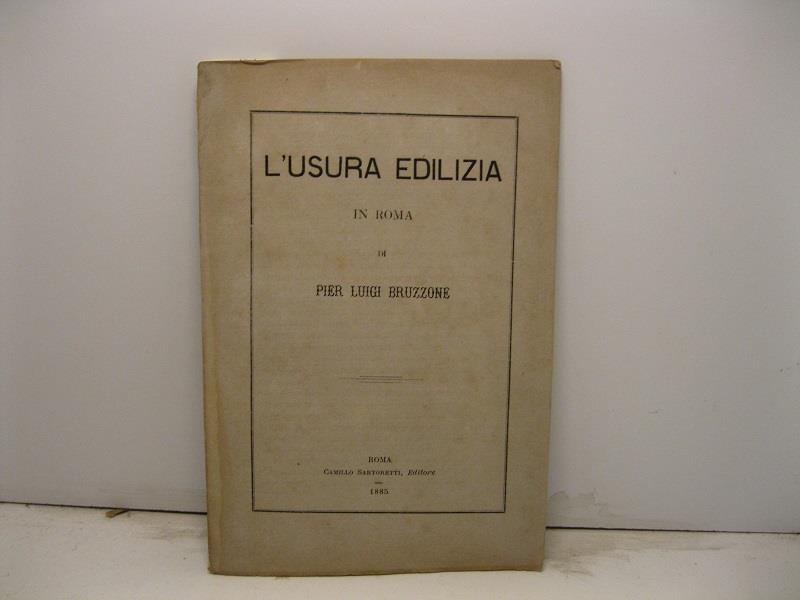 L'USURA EDILIZIA
IN ROMA
DI
PIER LUIGI BRUZZONE
ROMA
CAMILLO SARTORETTI, Editore
1885